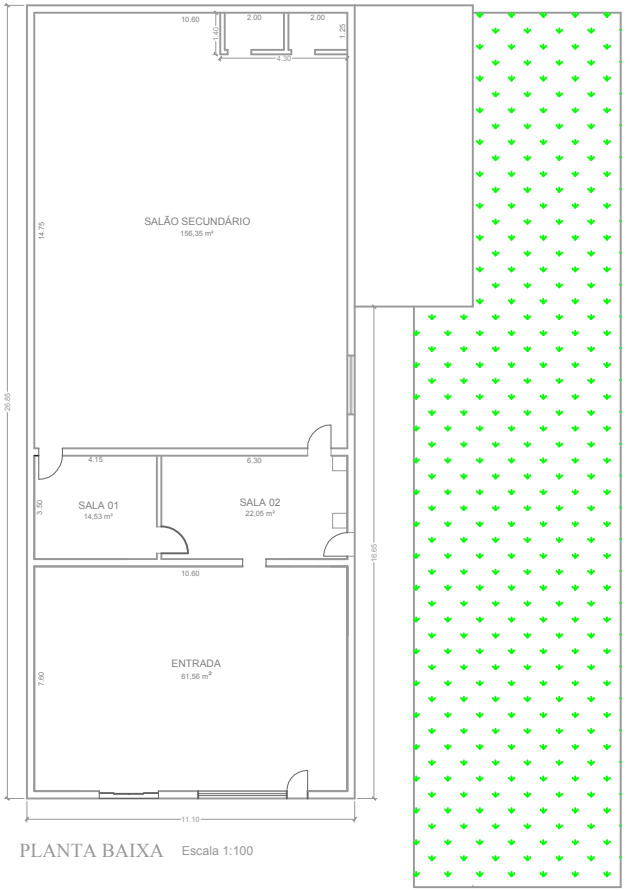 10.60
2.00
2.00
1.40
1.25
4.30
SALÃO SECUNDÁRIO
156,35 m²
14.75
26.85
4.15
6.30
3.50
SALA 01
14,53 m²
SALA 02
22,05 m²
16.65
10.60
ENTRADA
61,56 m²
7.60
11.10
PLANTA BAIXA Escala 1:100